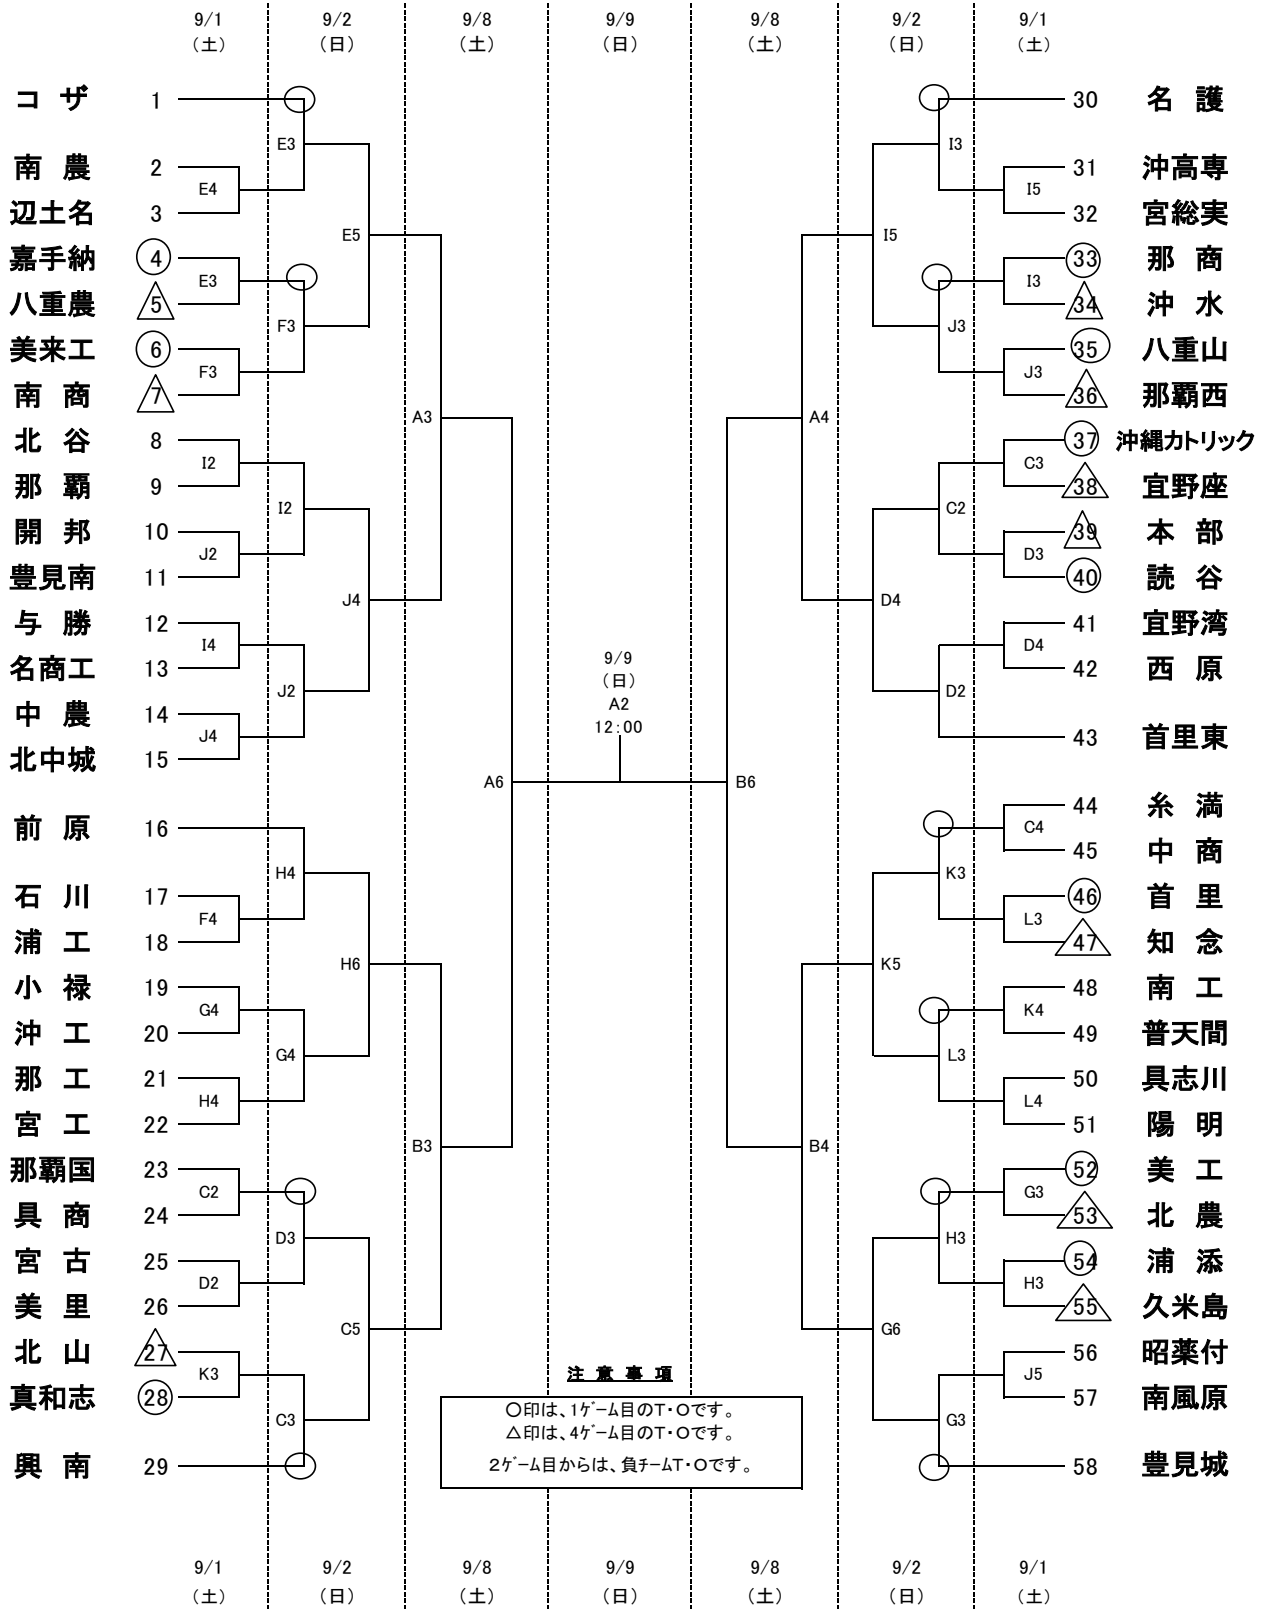 9/1 9/2 9/8 9/9 9/8 9/2 9/1
(土) (日) (土) (日) (土) (日) (土)
コ ザ 1 30 名 護
E3 I3
南 農 2 31 沖高専
E4 I5
辺土名 3 32 宮総実
E5 I5
嘉手納 4 33 那 商
E3 I3
八重農 5 34 沖 水
F3 J3
美来工 6 35 八重山
F3 J3
南 商 7 36 那覇西
A3 A4
北 谷 8 37 沖縄カトリック
I2 C3
那 覇 9 38 宜野座
I2 C2
開 邦 10 39 本 部
J2 D3
豊見南 11 40 読 谷
J4 D4
与 勝 12 41 宜野湾
I4 D4
名商工 13 42 西 原
J2 D2
中 農 14
J4 43 首里東
北中城 15
9/9
(日)
A2
12:00
A6 B6
44 糸 満
前 原 16 C4
45 中 商
H4 K3
石 川 17 46 首 里
F4 L3
浦 工 18 47 知 念
H6 K5
小 禄 19 48 南 工
G4 K4
沖 工 20 49 普天間
G4 L3
那 工 21 50 具志川
H4 L4
宮 工 22 51 陽 明
B3 B4
那覇国 23 52 美 工
C2 G3
具 商 24 53 北 農
D3 H3
宮 古 25 54 浦 添
D2 H3
美 里 26 55 久米島
C5 G6
北 山 27 56 昭薬付
K3 J5
真和志 28 57 南風原
C3 G3
興 南 29 58 豊見城
注 意 事 項
○印は、1ゲーム目のT・Oです。
△印は、4ゲーム目のT・Oです。
2ゲーム目からは、負チームT・Oです。
9/1 9/2 9/8 9/9 9/8 9/2 9/1
(土) (日) (土) (日) (土) (日) (土)